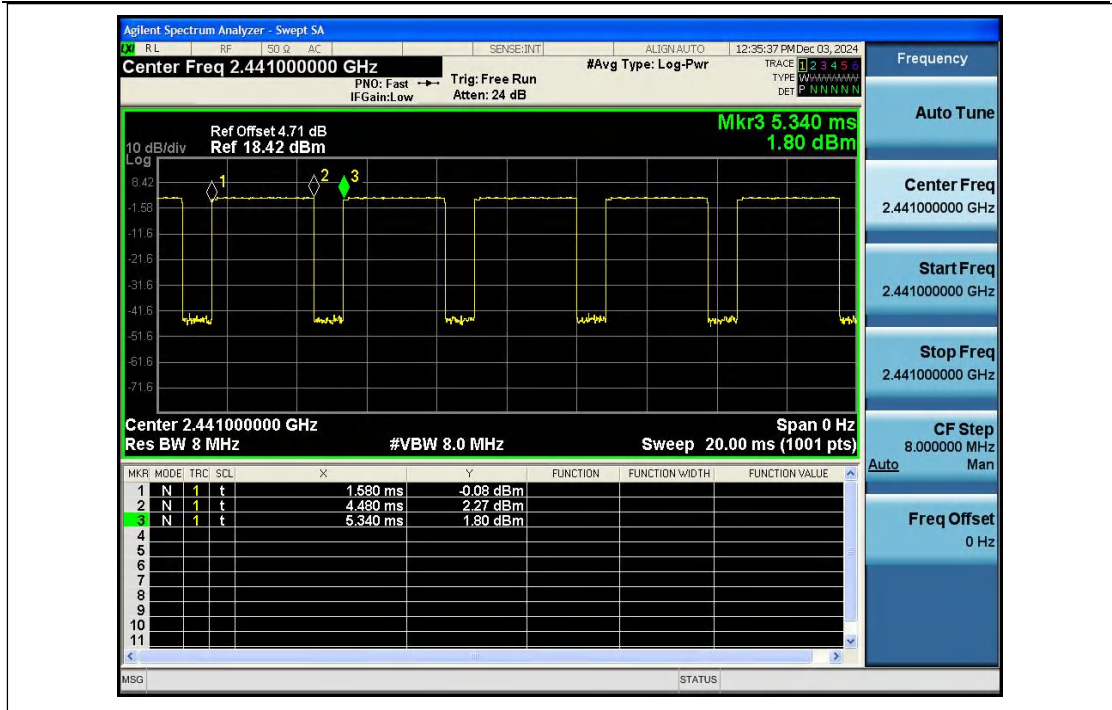 Agilent Spectrum Analyzer - Swept SA
LXI RL RF 50 Ω AC SENSE:INT ALIGN AUTO 12:35:37 PM Dec 03, 2024
Center Freq 2.441000000 GHz
PNO: Fast
IFGain:Low
Trig: Free Run
Atten: 24 dB
#Avg Type: Log-Pwr
TRACE 1 2 3 4 5 6
TYPE
DET P N N N N N
Ref Offset 4.71 dB
10 dB/div Ref 18.42 dBm
Log
Mkr3 5.340 ms
1.80 dBm
8.42
-1.58
-11.6
-21.6
-31.6
-41.6
-51.6
-61.6
-71.6
1
2
3
Center 2.441000000 GHz Span 0 Hz
Res BW 8 MHz #VBW 8.0 MHz Sweep 20.00 ms (1001 pts)
MKR MODE TRC SCL X Y FUNCTION FUNCTION WIDTH FUNCTION VALUE
1 N 1 t 1.580 ms -0.08 dBm
2 N 1 t 4.480 ms 2.27 dBm
3 N 1 t 5.340 ms 1.80 dBm
4
5
6
7
8
9
10
11
MSG STATUS
Frequency
Auto Tune
Center Freq
2.441000000 GHz
Start Freq
2.441000000 GHz
Stop Freq
2.441000000 GHz
CF Step
8.000000 MHz
Auto Man
Freq Offset
0 Hz